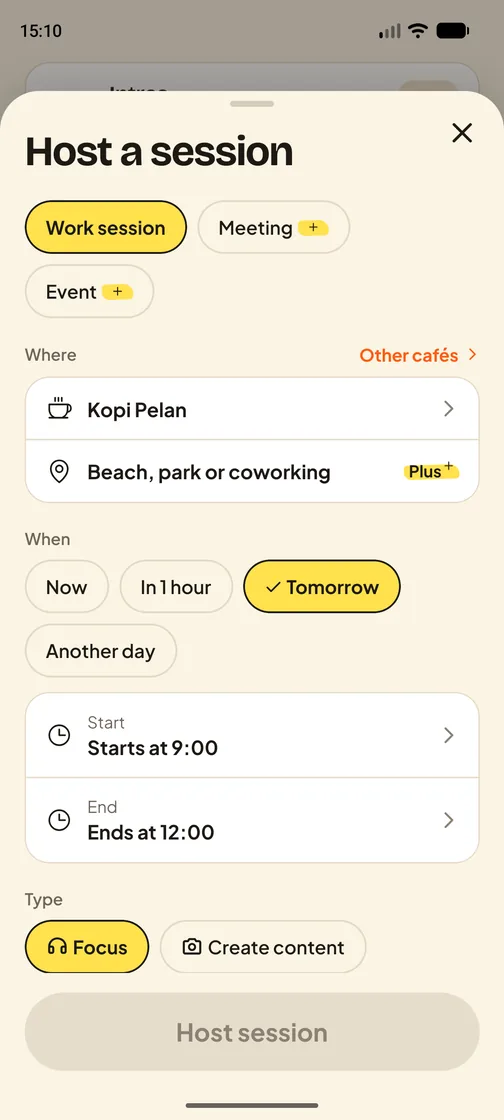 15:10
Host a session
Work session
Meeting +
Event +
Where
Other cafés
Kopi Pelan
Beach, park or coworking
Plus+
When
Now
In 1 hour
Tomorrow
Another day
Start
Starts at 9:00
End
Ends at 12:00
Type
Focus
Create content
Host session